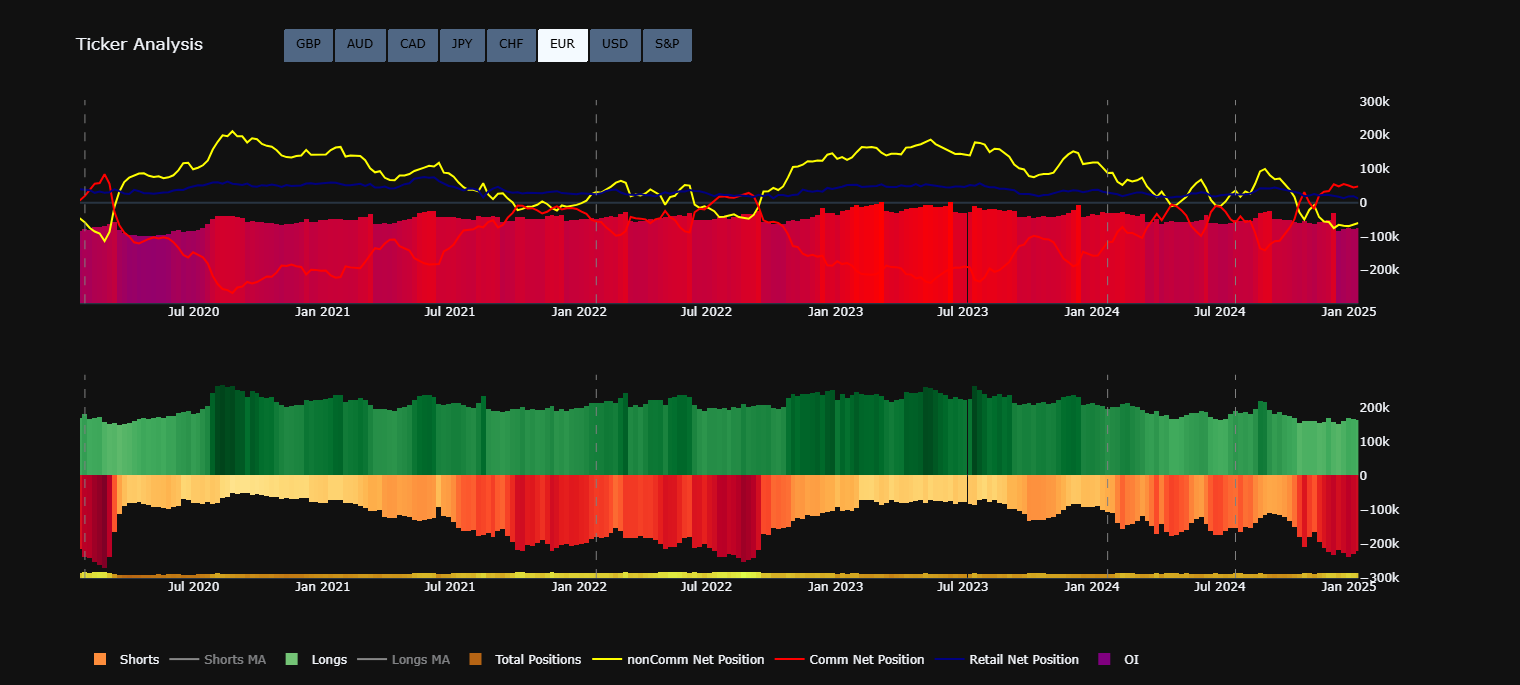 Ticker Analysis
GBP AUD CAD JPY CHF EUR USD S&P
300k
200k
100k
0
−100k
−200k
Jul 2020 Jan 2021 Jul 2021 Jan 2022 Jul 2022 Jan 2023 Jul 2023 Jan 2024 Jul 2024 Jan 2025
200k
100k
0
−100k
−200k
−300k
Jul 2020 Jan 2021 Jul 2021 Jan 2022 Jul 2022 Jan 2023 Jul 2023 Jan 2024 Jul 2024 Jan 2025
Shorts Shorts MA Longs Longs MA Total Positions nonComm Net Position Comm Net Position Retail Net Position OI